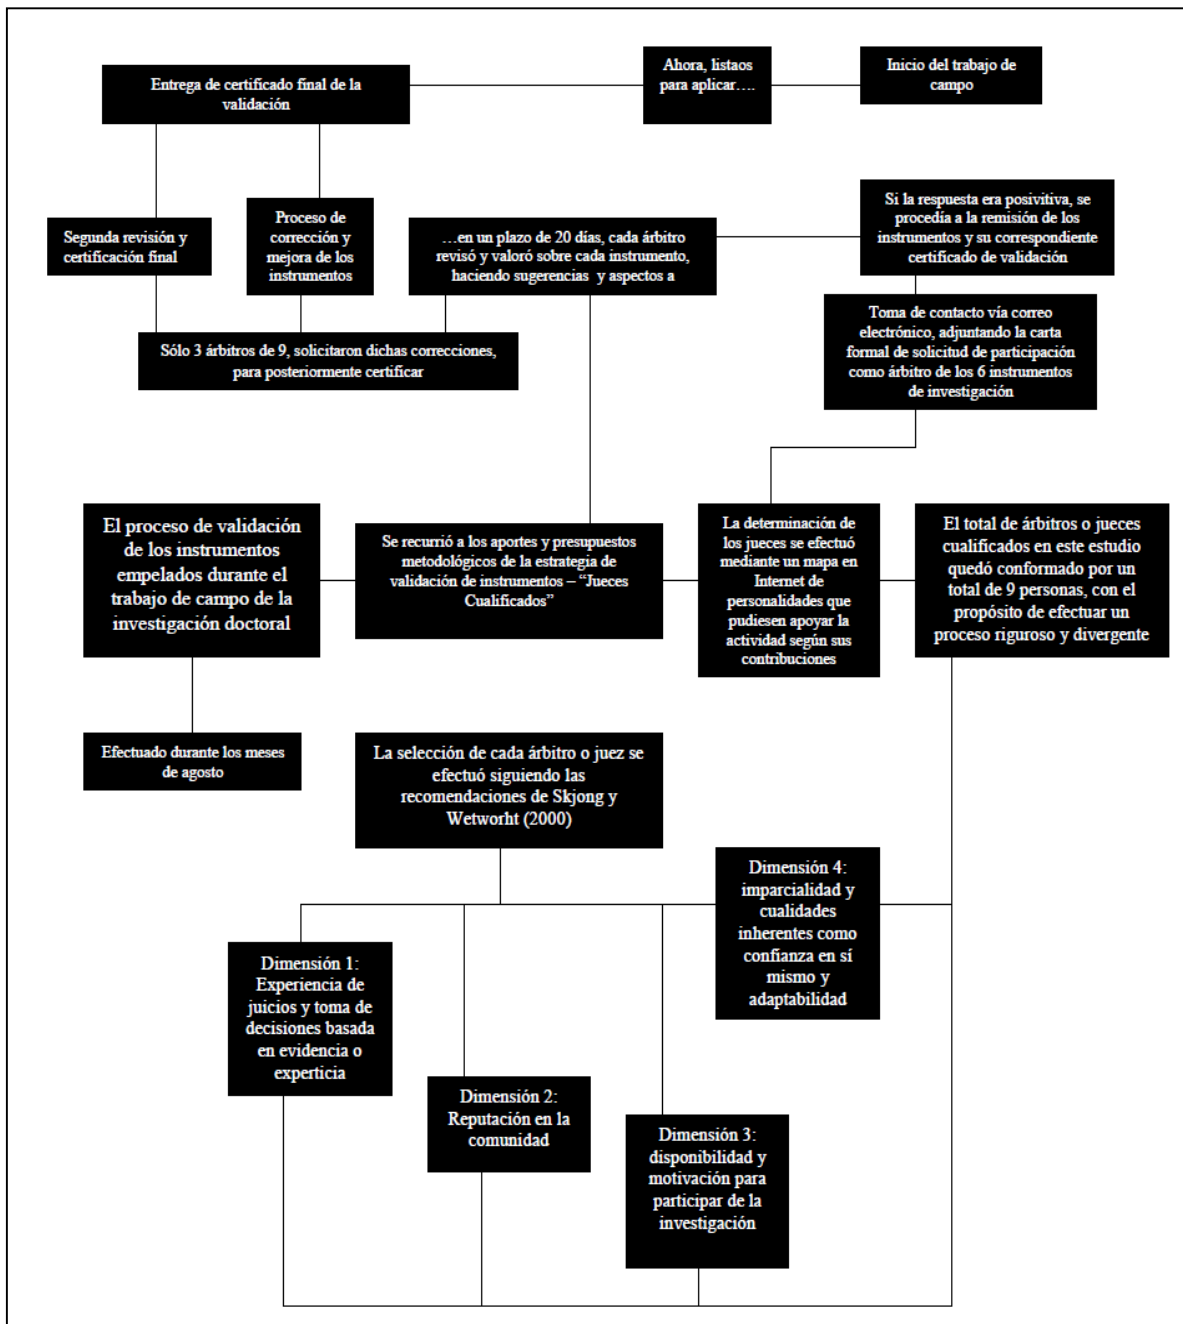 Entrega de certificado final de la
validación
Ahora, listaos
para aplicar….
Inicio del trabajo de
campo
Segunda revisión y
certificación final
Proceso de
corrección y
mejora de los
instrumentos
…en un plazo de 20 días, cada árbitro
revisó y valoró sobre cada instrumento,
haciendo sugerencias y aspectos a
Si la respuesta era posivitiva, se
procedía a la remisión de los
instrumentos y su correspondiente
certificado de validación
Sólo 3 árbitros de 9, solicitaron dichas correcciones,
para posteriormente certificar
Toma de contacto vía correo
electrónico, adjuntando la carta
formal de solicitud de participación
como árbitro de los 6 instrumentos
de investigación
El proceso de validación
de los instrumentos
empelados durante el
trabajo de campo de la
investigación doctoral
Se recurrió a los aportes y presupuestos
metodológicos de la estrategia de
validación de instrumentos – “Jueces
Cualificados”
La determinación de
los jueces se efectuó
mediante un mapa en
Internet de
personalidades que
pudiesen apoyar la
actividad según sus
contribuciones
El total de árbitros o jueces
cualificados en este estudio
quedó conformado por un
total de 9 personas, con el
propósito de efectuar un
proceso riguroso y divergente
Efectuado durante los meses
de agosto
La selección de cada árbitro o juez se
efectuó siguiendo las
recomendaciones de Skjong y
Wetworht (2000)
Dimensión 4:
imparcialidad y
cualidades
inherentes como
confianza en sí
mismo y
adaptabilidad
Dimensión 1:
Experiencia de
juicios y toma de
decisiones basada
en evidencia o
experticia
Dimensión 2:
Reputación en la
comunidad
Dimensión 3:
disponibilidad y
motivación para
participar de la
investigación